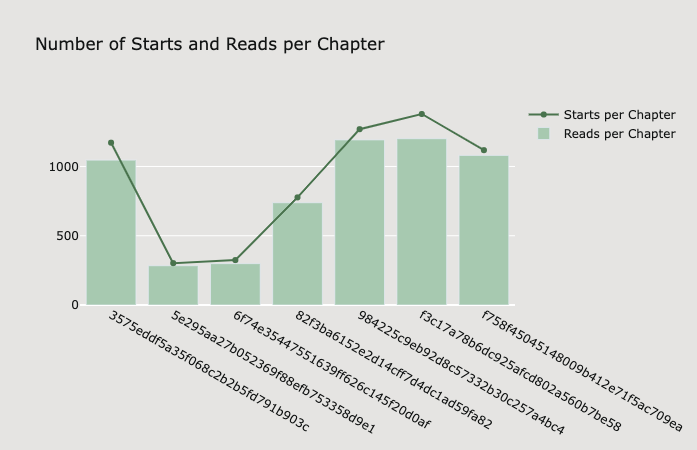 Number of Starts and Reads per Chapter
Starts per Chapter
Reads per Chapter
1000
500
0
3575eddf5a35f068c2b2b5fd791b903c
5e295aa27b052369f88efb753358d9e1
6f74e35447551639ff626c145f20d0af
82f3ba6152e2d14cff7d4dc1ad59fa82
984225c9eb92d8c57332b30c257a4bc4
f3c17a78b6dc925afcd802a560b7be58
f758f45045148009b412e71f5ac709ea